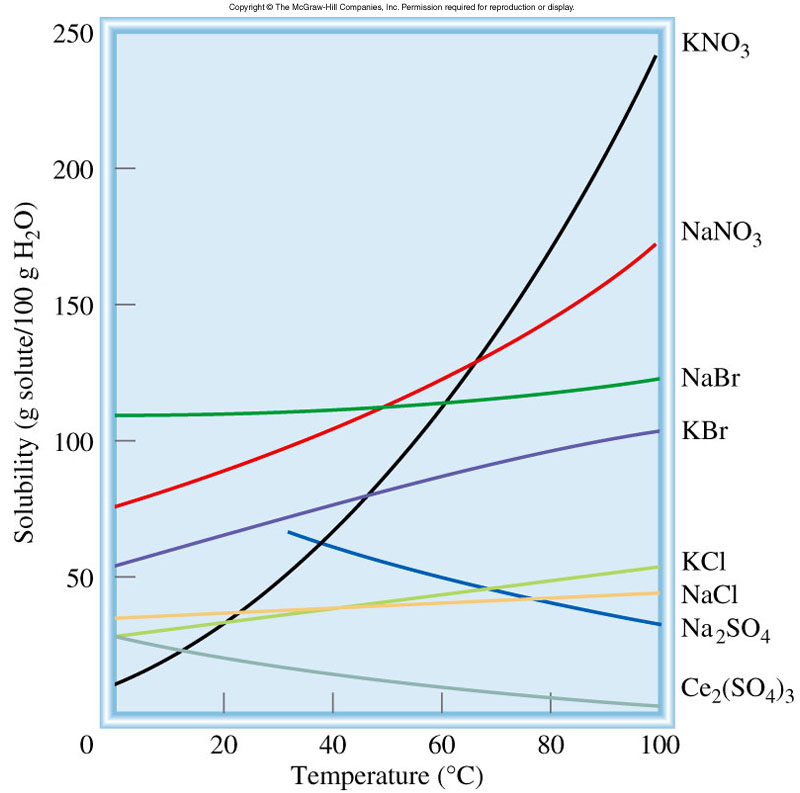 Copyright © The McGraw-Hill Companies, Inc. Permission required for reproduction or display.
250
200
150
100
50
0
20
40
60
80
100
Solubility (g solute/100 g H₂O)
Temperature (°C)
KNO₃
NaNO₃
NaBr
KBr
KCl
NaCl
Na₂SO₄
Ce₂(SO₄)₃